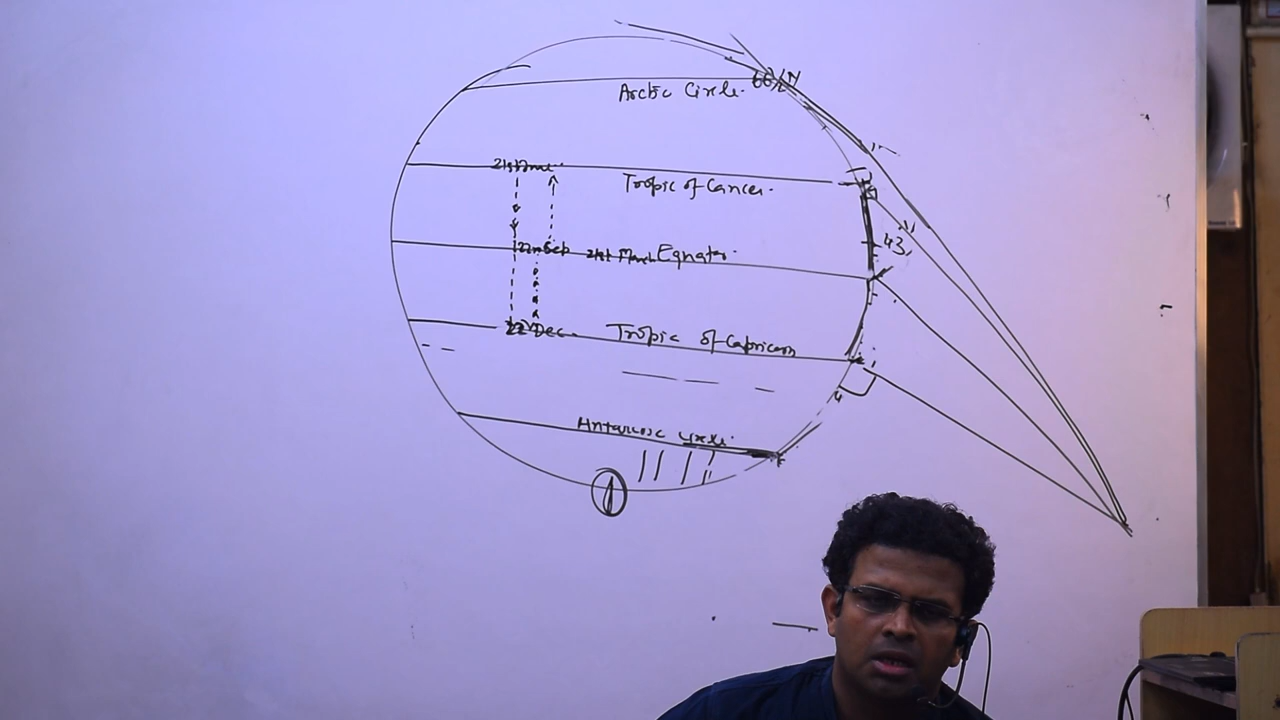 Arctic Circle.
66½ N
21st June
Tropic of Cancer.
43
22nd Sep 21st March Equator.
22 Dec. Tropic of Capricorn
Antarctic Circle.